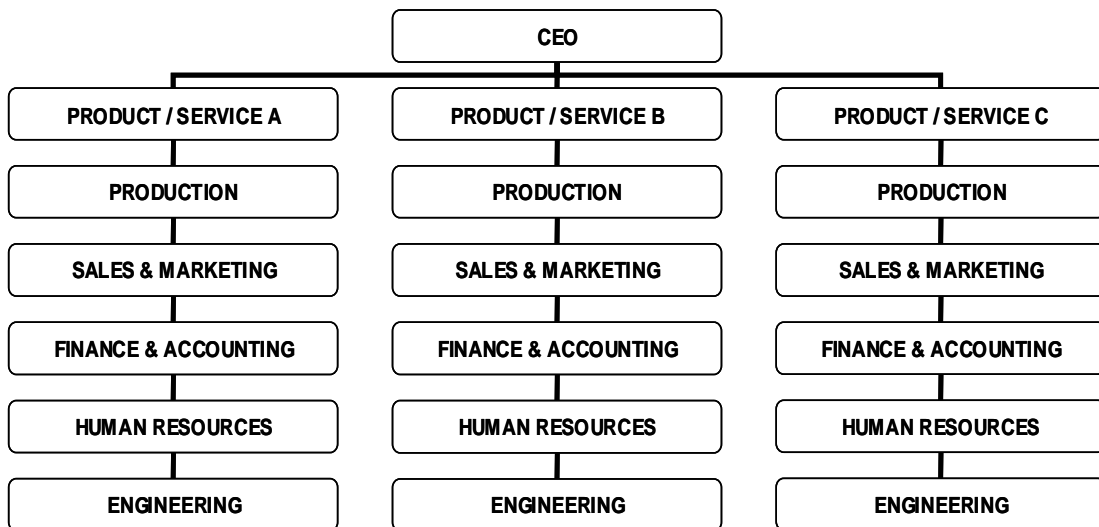 CEO
PRODUCT / SERVICE A
PRODUCT / SERVICE B
PRODUCT / SERVICE C
PRODUCTION
PRODUCTION
PRODUCTION
SALES & MARKETING
SALES & MARKETING
SALES & MARKETING
FINANCE & ACCOUNTING
FINANCE & ACCOUNTING
FINANCE & ACCOUNTING
HUMAN RESOURCES
HUMAN RESOURCES
HUMAN RESOURCES
ENGINEERING
ENGINEERING
ENGINEERING